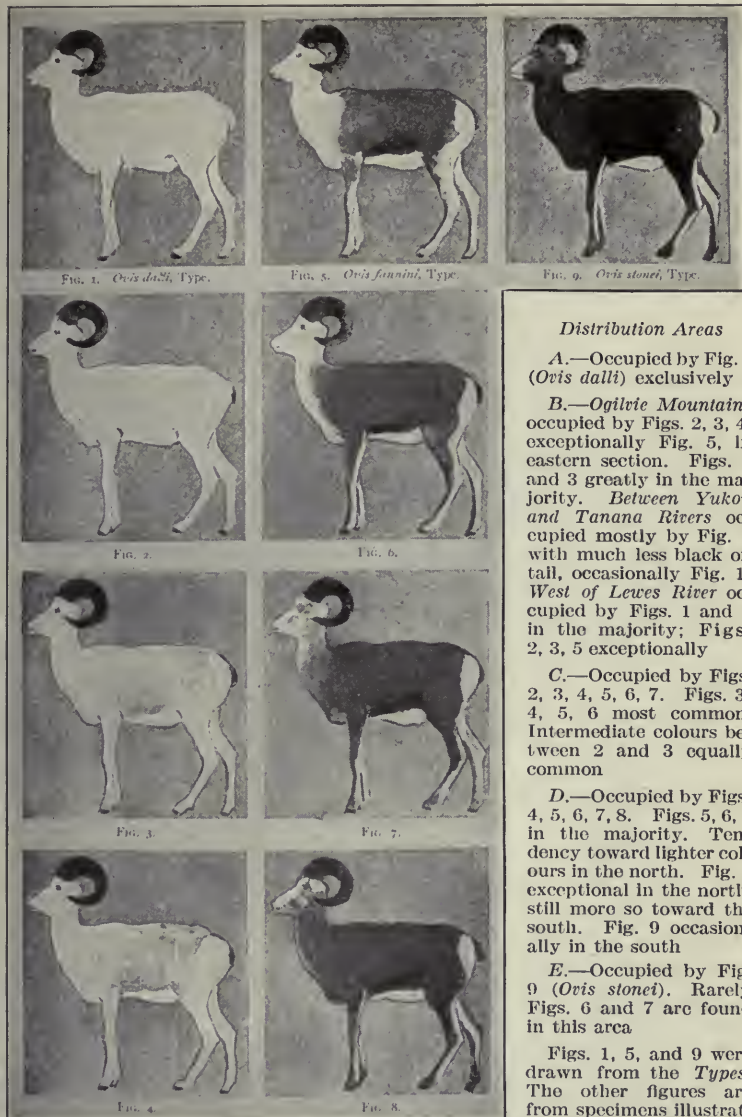 FIG. 1. Ovis dalli, Type.
FIG. 5. Ovis fannini, Type.
FIG. 9. Ovis stonei, Type.
FIG. 2.
FIG. 6.
FIG. 3.
FIG. 7.
FIG. 4.
FIG. 8.
Distribution Areas
A.—Occupied by Fig.
(Ovis dalli) exclusively
B.—Ogilvie Mountain
occupied by Figs. 2, 3, 4
exceptionally Fig. 5, i
eastern section. Figs.
and 3 greatly in the ma
jority. Between Yuko
and Tanana Rivers oc
cupied mostly by Fig.
with much less black o
tail, occasionally Fig. 1
West of Lewes River oc
cupied by Figs. 1 and
in the majority; Figs
2, 3, 5 exceptionally
C.—Occupied by Figs
2, 3, 4, 5, 6, 7. Figs. 3
4, 5, 6 most common
Intermediate colours be
tween 2 and 3 equall
common
D.—Occupied by Figs
4, 5, 6, 7, 8. Figs. 5, 6,
in the majority. Ten
dency toward lighter col
ours in the north. Fig.
exceptional in the north
still more so toward th
south. Fig. 9 occasion
ally in the south
E.—Occupied by Fig
9 (Ovis stonei). Rarel
Figs. 6 and 7 are foun
in this area
Figs. 1, 5, and 9 wer
drawn from the Types
The other figures ar
from specimens illustra